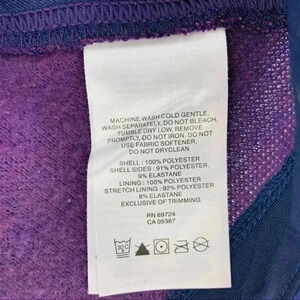 MACHINE WASH COLD GENTLE,
WASH SEPARATELY, DO NOT BLEACH,
TUMBLE DRY LOW, REMOVE
PROMPTLY, DO NOT IRON, DO NOT
USE FABRIC SOFTENER,
DO NOT DRYCLEAN
SHELL : 100% POLYESTER
SHELL SIDES : 91% POLYESTER
9% ELASTANE
LINING : 100% POLYESTER
STRETCH LINING : 92% POLYESTER
8% ELASTANE
EXCLUSIVE OF TRIMMING
RN 69724
CA 05367